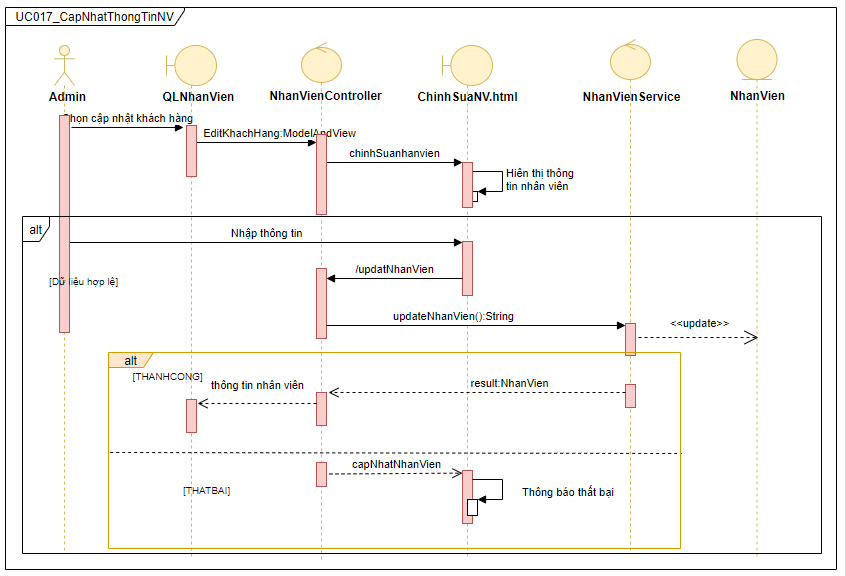 UC017_CapNhatThongTinNV
Admin
QLNhanVien
NhanVienController
ChinhSuaNV.html
NhanVienService
NhanVien
Chọn cập nhật khách hàng
EditKhachHang:ModelAndView
chinhSuanhanvien
Hiển thị thông
tin nhân viên
alt
Nhập thông tin
[Dữ liệu hợp lệ]
/updatNhanVien
updateNhanVien():String
<<update>>
alt
[THANHCONG]
thông tin nhân viên
result:NhanVien
capNhatNhanVien
[THATBAI]
Thông báo thất bại